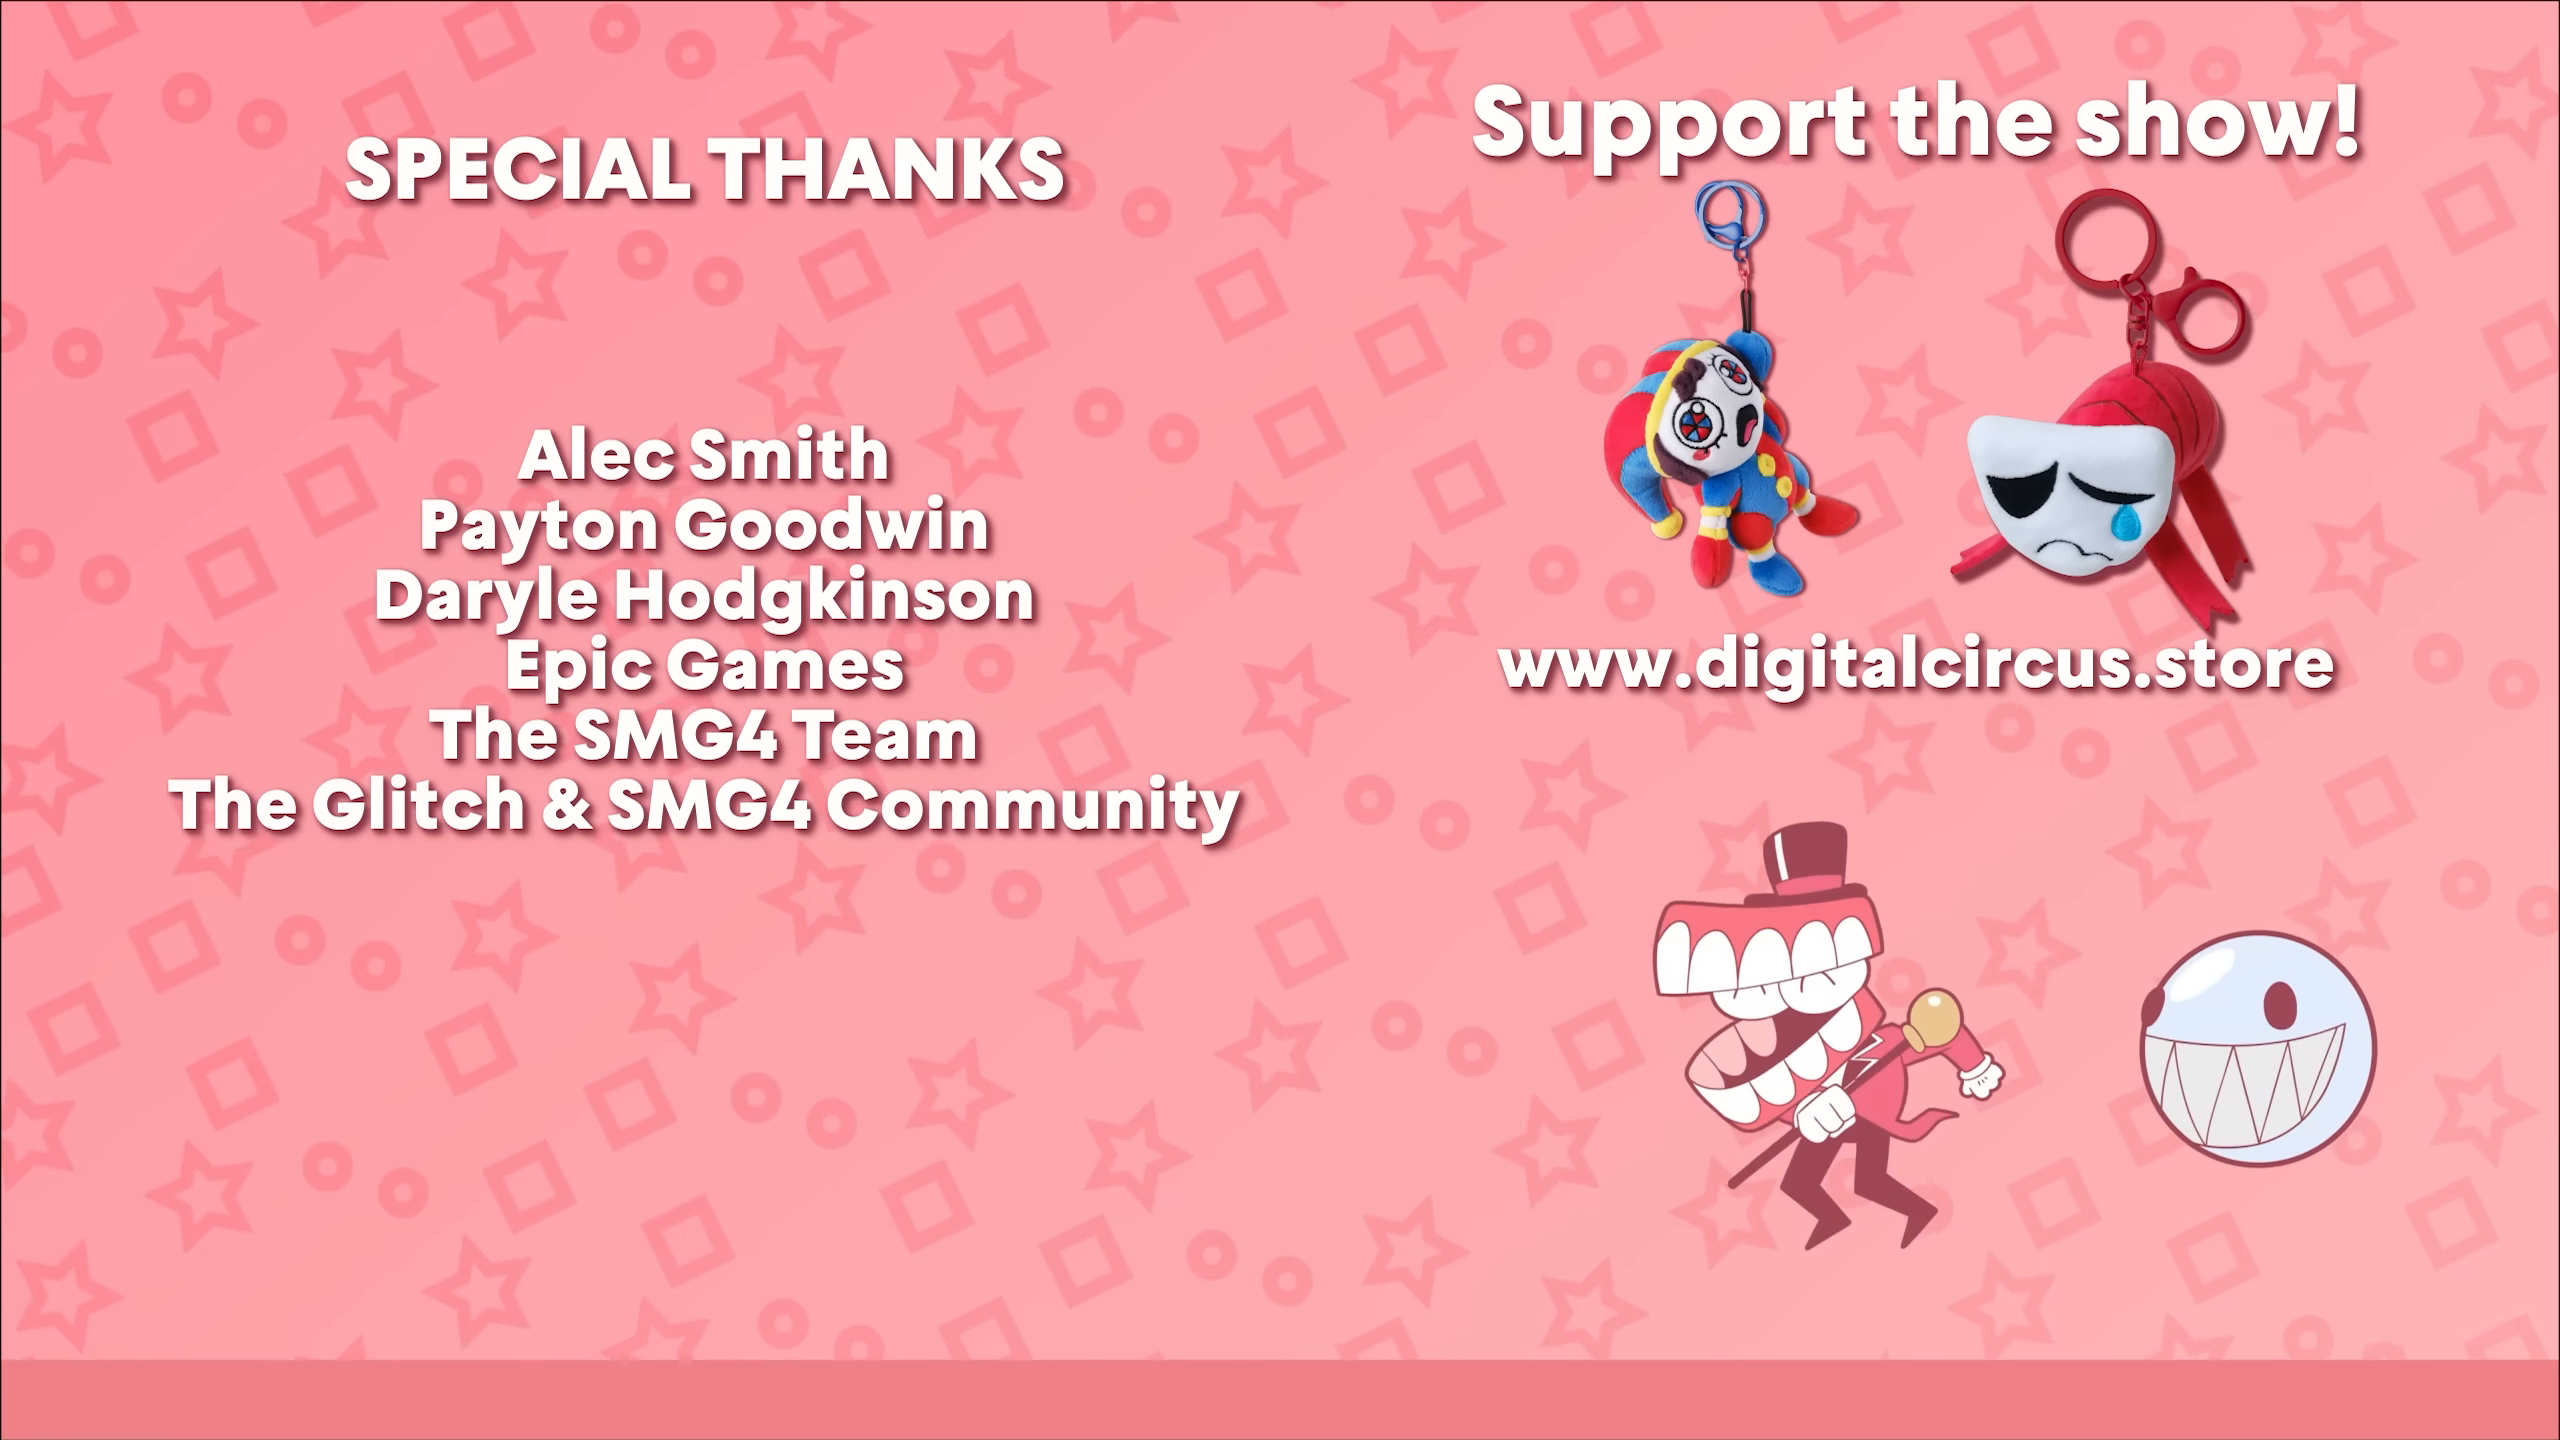 SPECIAL THANKS
Alec Smith
Payton Goodwin
Daryle Hodgkinson
Epic Games
The SMG4 Team
The Glitch & SMG4 Community
Support the show!
www.digitalcircus.store